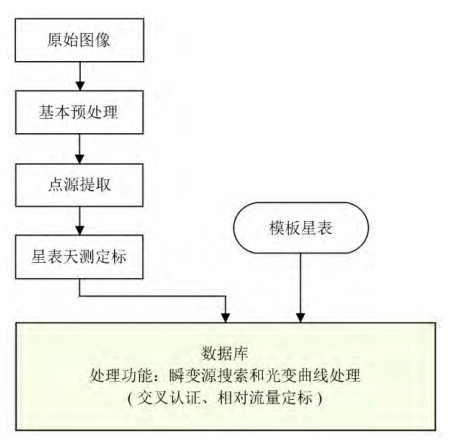 原始图像
基本预处理
点源提取
星表天测定标
模板星表
数据库
处理功能：瞬变源搜索和光变曲线处理
(交叉认证、相对流量定标)